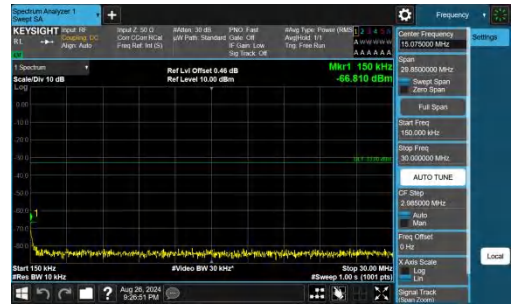 Spectrum Analyzer 1
Swept SA
Frequency
KEYSIGHT Input: RF
Coupling: DC
Align: Auto
Input Z: 50 Ω
Corr CCorr RCal
Freq Ref: Int (S)
#Atten: 30 dB
µW Path: Standard
PNO: Fast
Gate: Off
IF Gain: Low
Sig Track: Off
#Avg Type: Power (RMS)
Avg|Hold: 1/1
Trig: Free Run
1 2 3 4 5 6
A W W W W W
A A A A A A
1 Spectrum
Scale/Div 10 dB
Log
Ref Lvl Offset 0.46 dB
Ref Level 10.00 dBm
Mkr1 150 kHz
-66.810 dBm
0.00
-10.0
-20.0
-30.0
-40.0
-50.0
-60.0
-70.0
-80.0
1
Start 150 kHz
#Res BW 10 kHz
#Video BW 30 kHz*
Stop 30.00 MHz
#Sweep 1.00 s (1001 pts)
Aug 26, 2024
9:26:51 PM
Center Frequency
15.075000 MHz
Settings
Span
29.8500000 MHz
Swept Span
Zero Span
Full Span
Start Freq
150.000 kHz
Stop Freq
30.000000 MHz
AUTO TUNE
CF Step
2.985000 MHz
Auto
Man
Freq Offset
0 Hz
X Axis Scale
Log
Lin
Signal Track
(Span Zoom)
Local